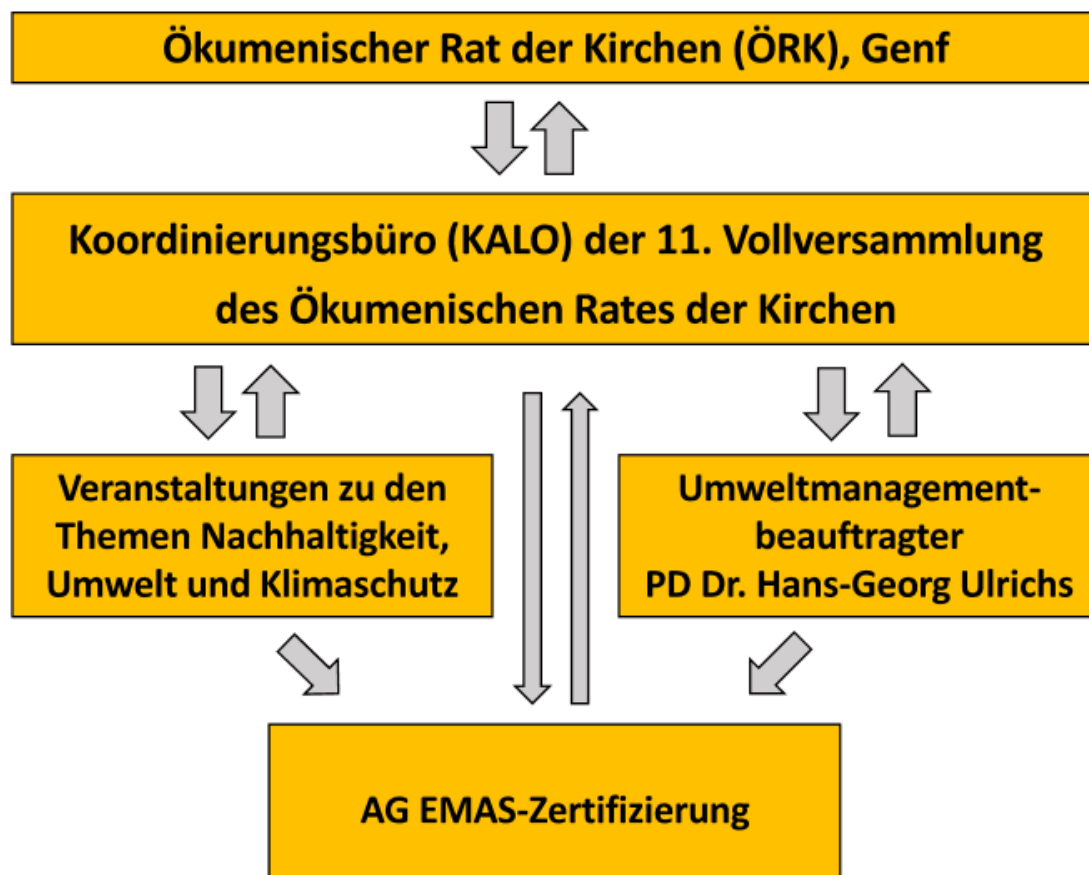 Ökumenischer Rat der Kirchen (ÖRK), Genf
Koordinierungsbüro (KALO) der 11. Vollversammlung
des Ökumenischen Rates der Kirchen
Veranstaltungen zu den
Themen Nachhaltigkeit,
Umwelt und Klimaschutz
Umweltmanagement-
beauftragter
PD Dr. Hans-Georg Ulrichs
AG EMAS-Zertifizierung